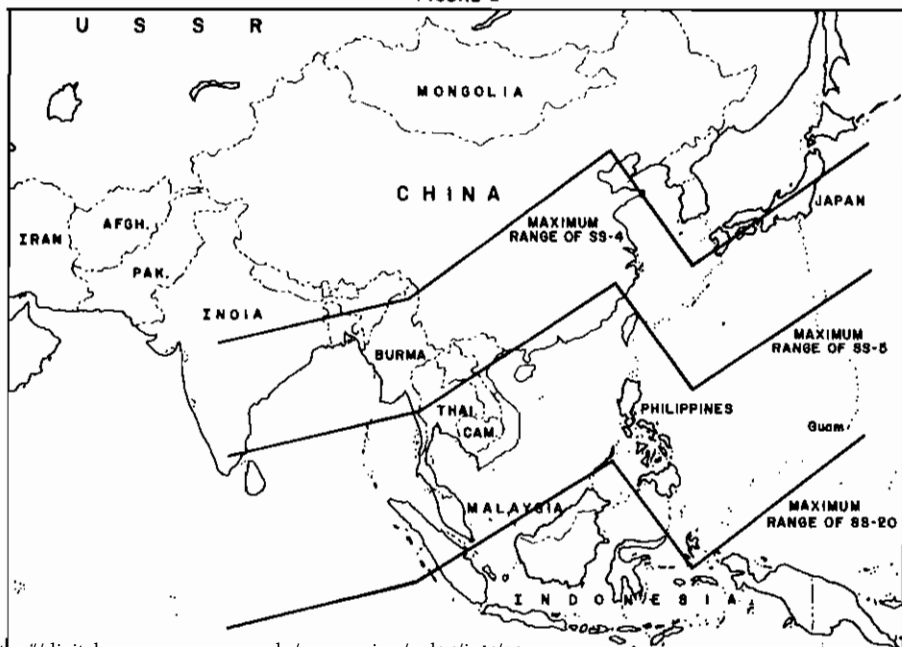 U S S R
MONGOLIA
CHINA
JAPAN
AFGH.
IRAN
MAXIMUM
RANGE OF SS-4
PAK.
INDIA
MAXIMUM
RANGE OF SS-5
BURMA
THAI.
CAM.
PHILIPPINES
Guam
MALAYSIA
MAXIMUM
RANGE OF SS-20
INDONESIA